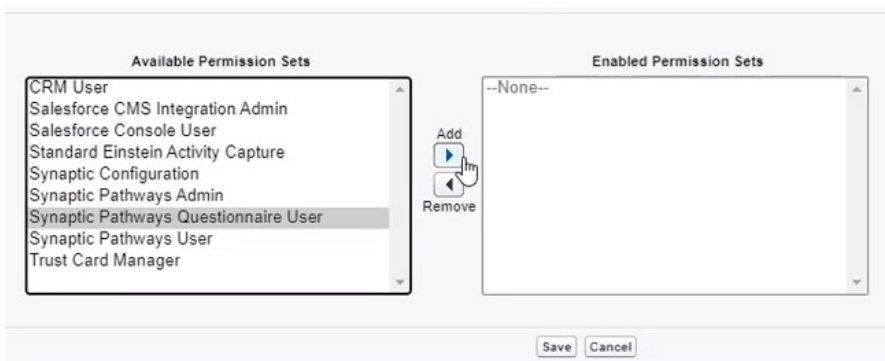 Available Permission Sets
Enabled Permission Sets
CRM User
Salesforce CMS Integration Admin
Salesforce Console User
Standard Einstein Activity Capture
Synaptic Configuration
Synaptic Pathways Admin
Synaptic Pathways Questionnaire User
Synaptic Pathways User
Trust Card Manager
Add
Remove
--None--
Save
Cancel